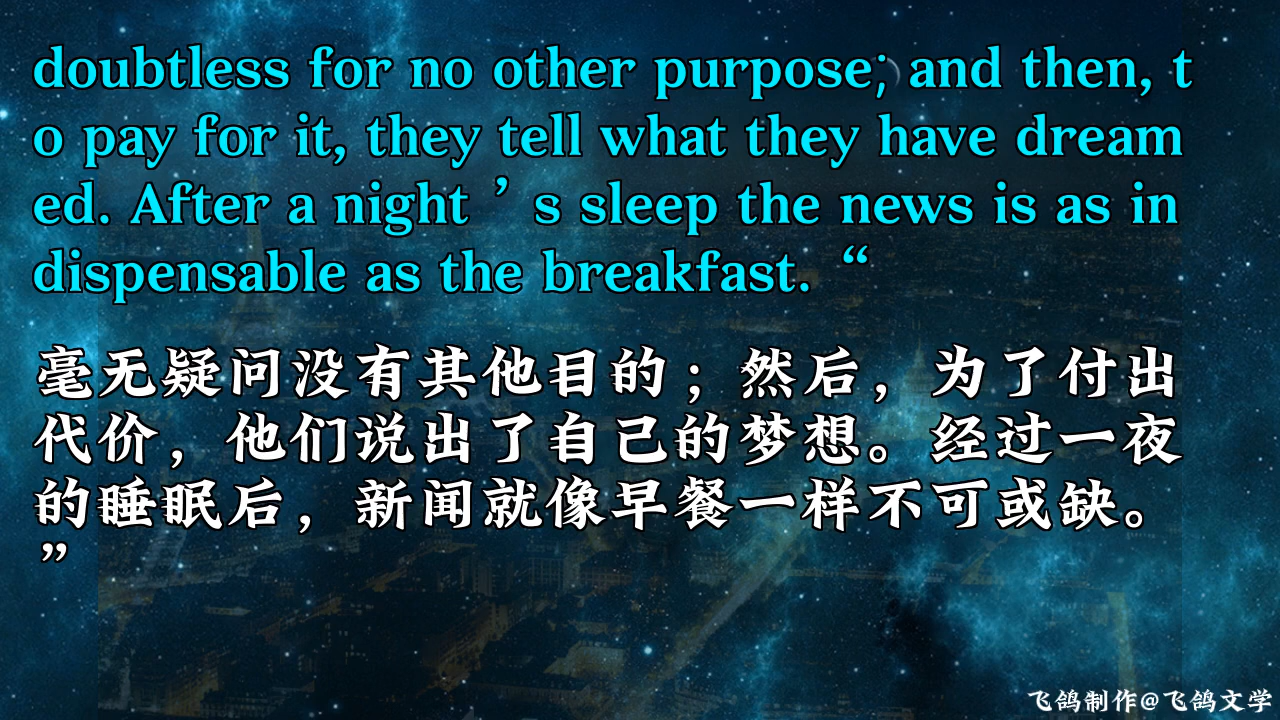 doubtless for no other purpose; and then, t
o pay for it, they tell what they have dream
ed. After a night ’ s sleep the news is as in
dispensable as the breakfast. “
毫无疑问没有其他目的；然后，为了付出
代价，他们说出了自己的梦想。经过一夜
的睡眠后，新闻就像早餐一样不可或缺。
”
飞鸽制作@飞鸽文学